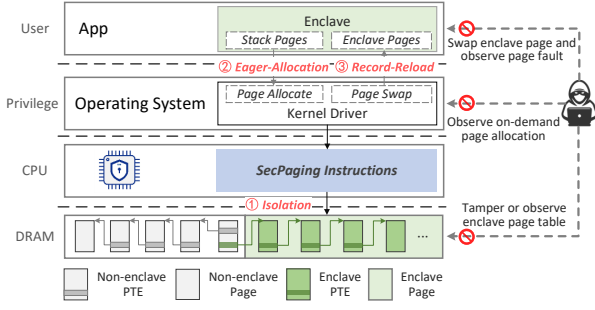 User
App
Enclave
Stack Pages
Enclave Pages
Swap enclave page and
observe page fault
② Eager-Allocation
③ Record-Reload
Privilege
Operating System
Page Allocate
Page Swap
Kernel Driver
Observe on-demand
page allocation
CPU
SecPaging Instructions
① Isolation
Tamper or observe
enclave page table
DRAM
...
Non-enclave
PTE
Non-enclave
Page
Enclave
PTE
Enclave
Page